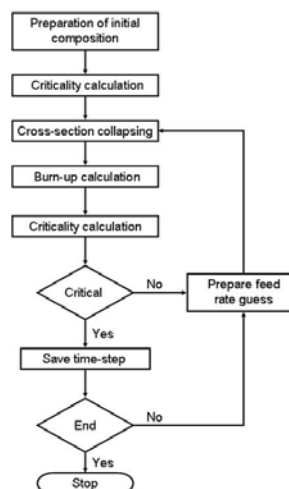 Preparation of initial
composition
Criticality calculation
Cross-section collapsing
Burn-up calculation
Criticality calculation
Critical
No
Prepare feed
rate guess
Yes
Save time-step
End
No
Yes
Stop